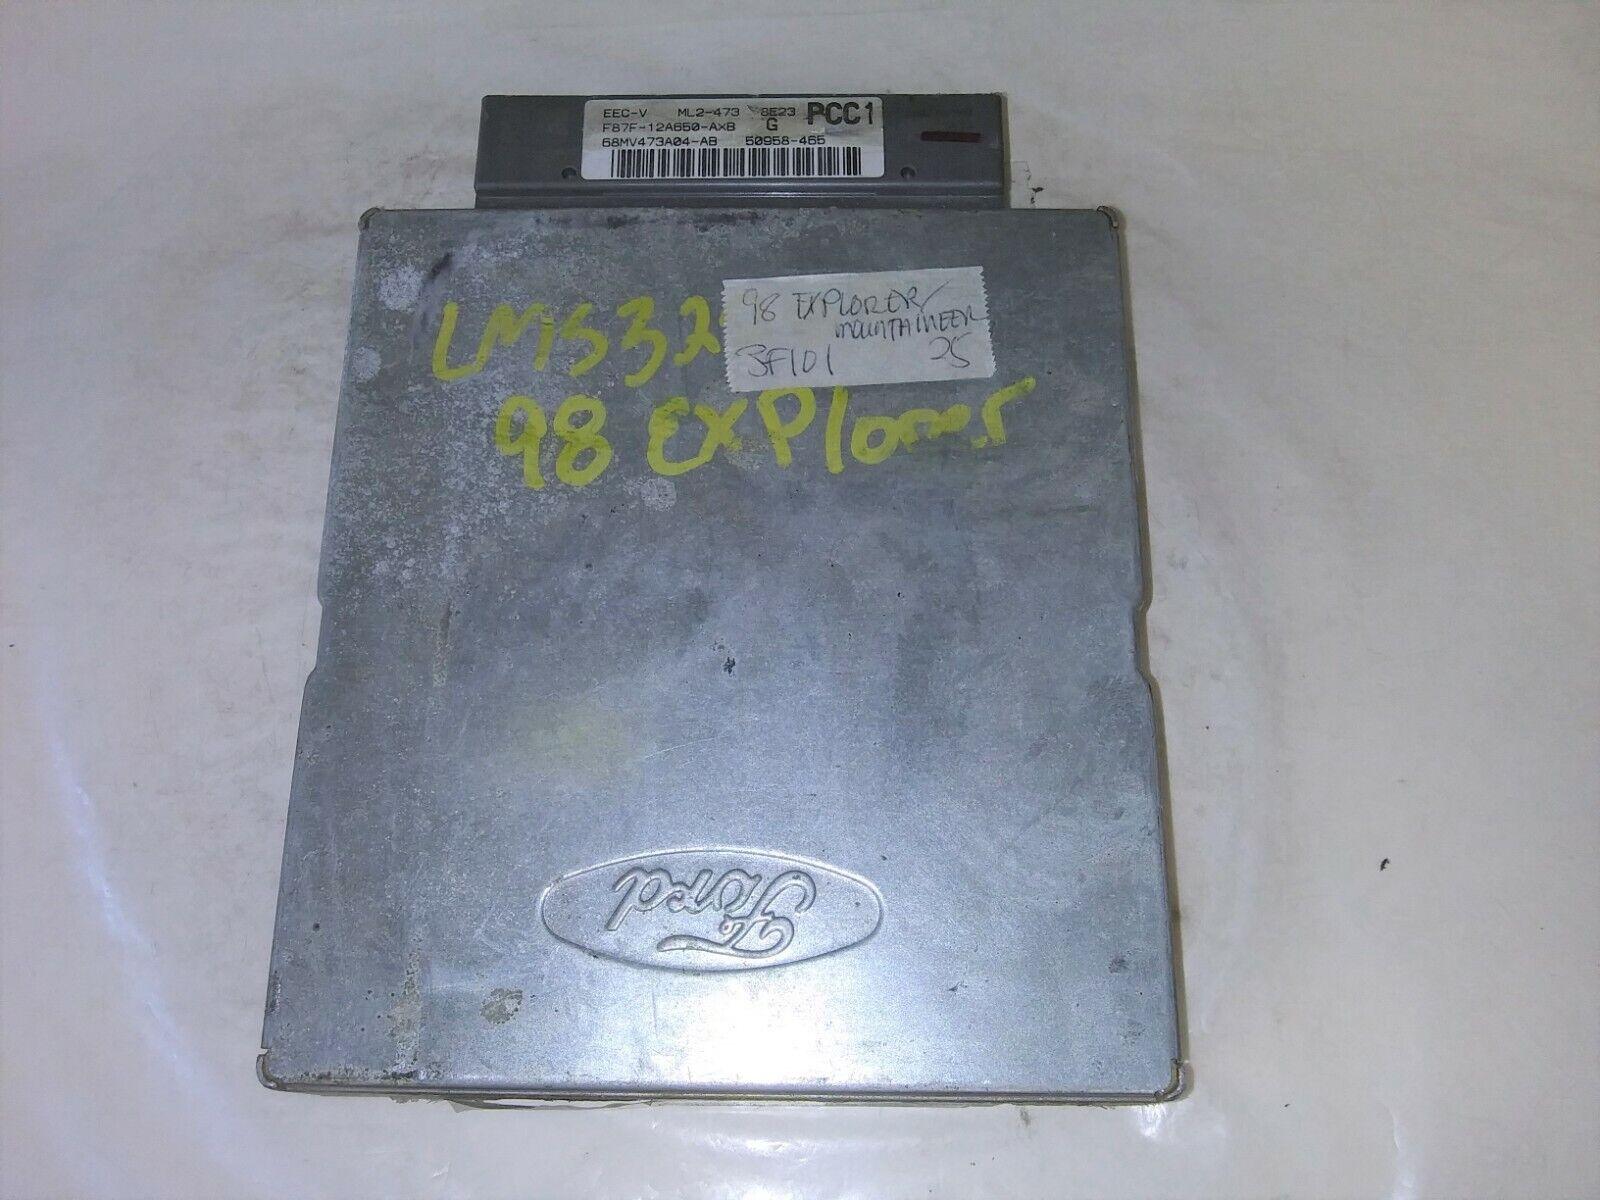 EEC-V ML2-473 8E23 PCC1
F87F-12A650-AXB G
68MV473A04-AB 50958-465
98 EXPLORER/
MOUNTAINEER
3F101 25
LMS32
98 EXPlorer
Ford